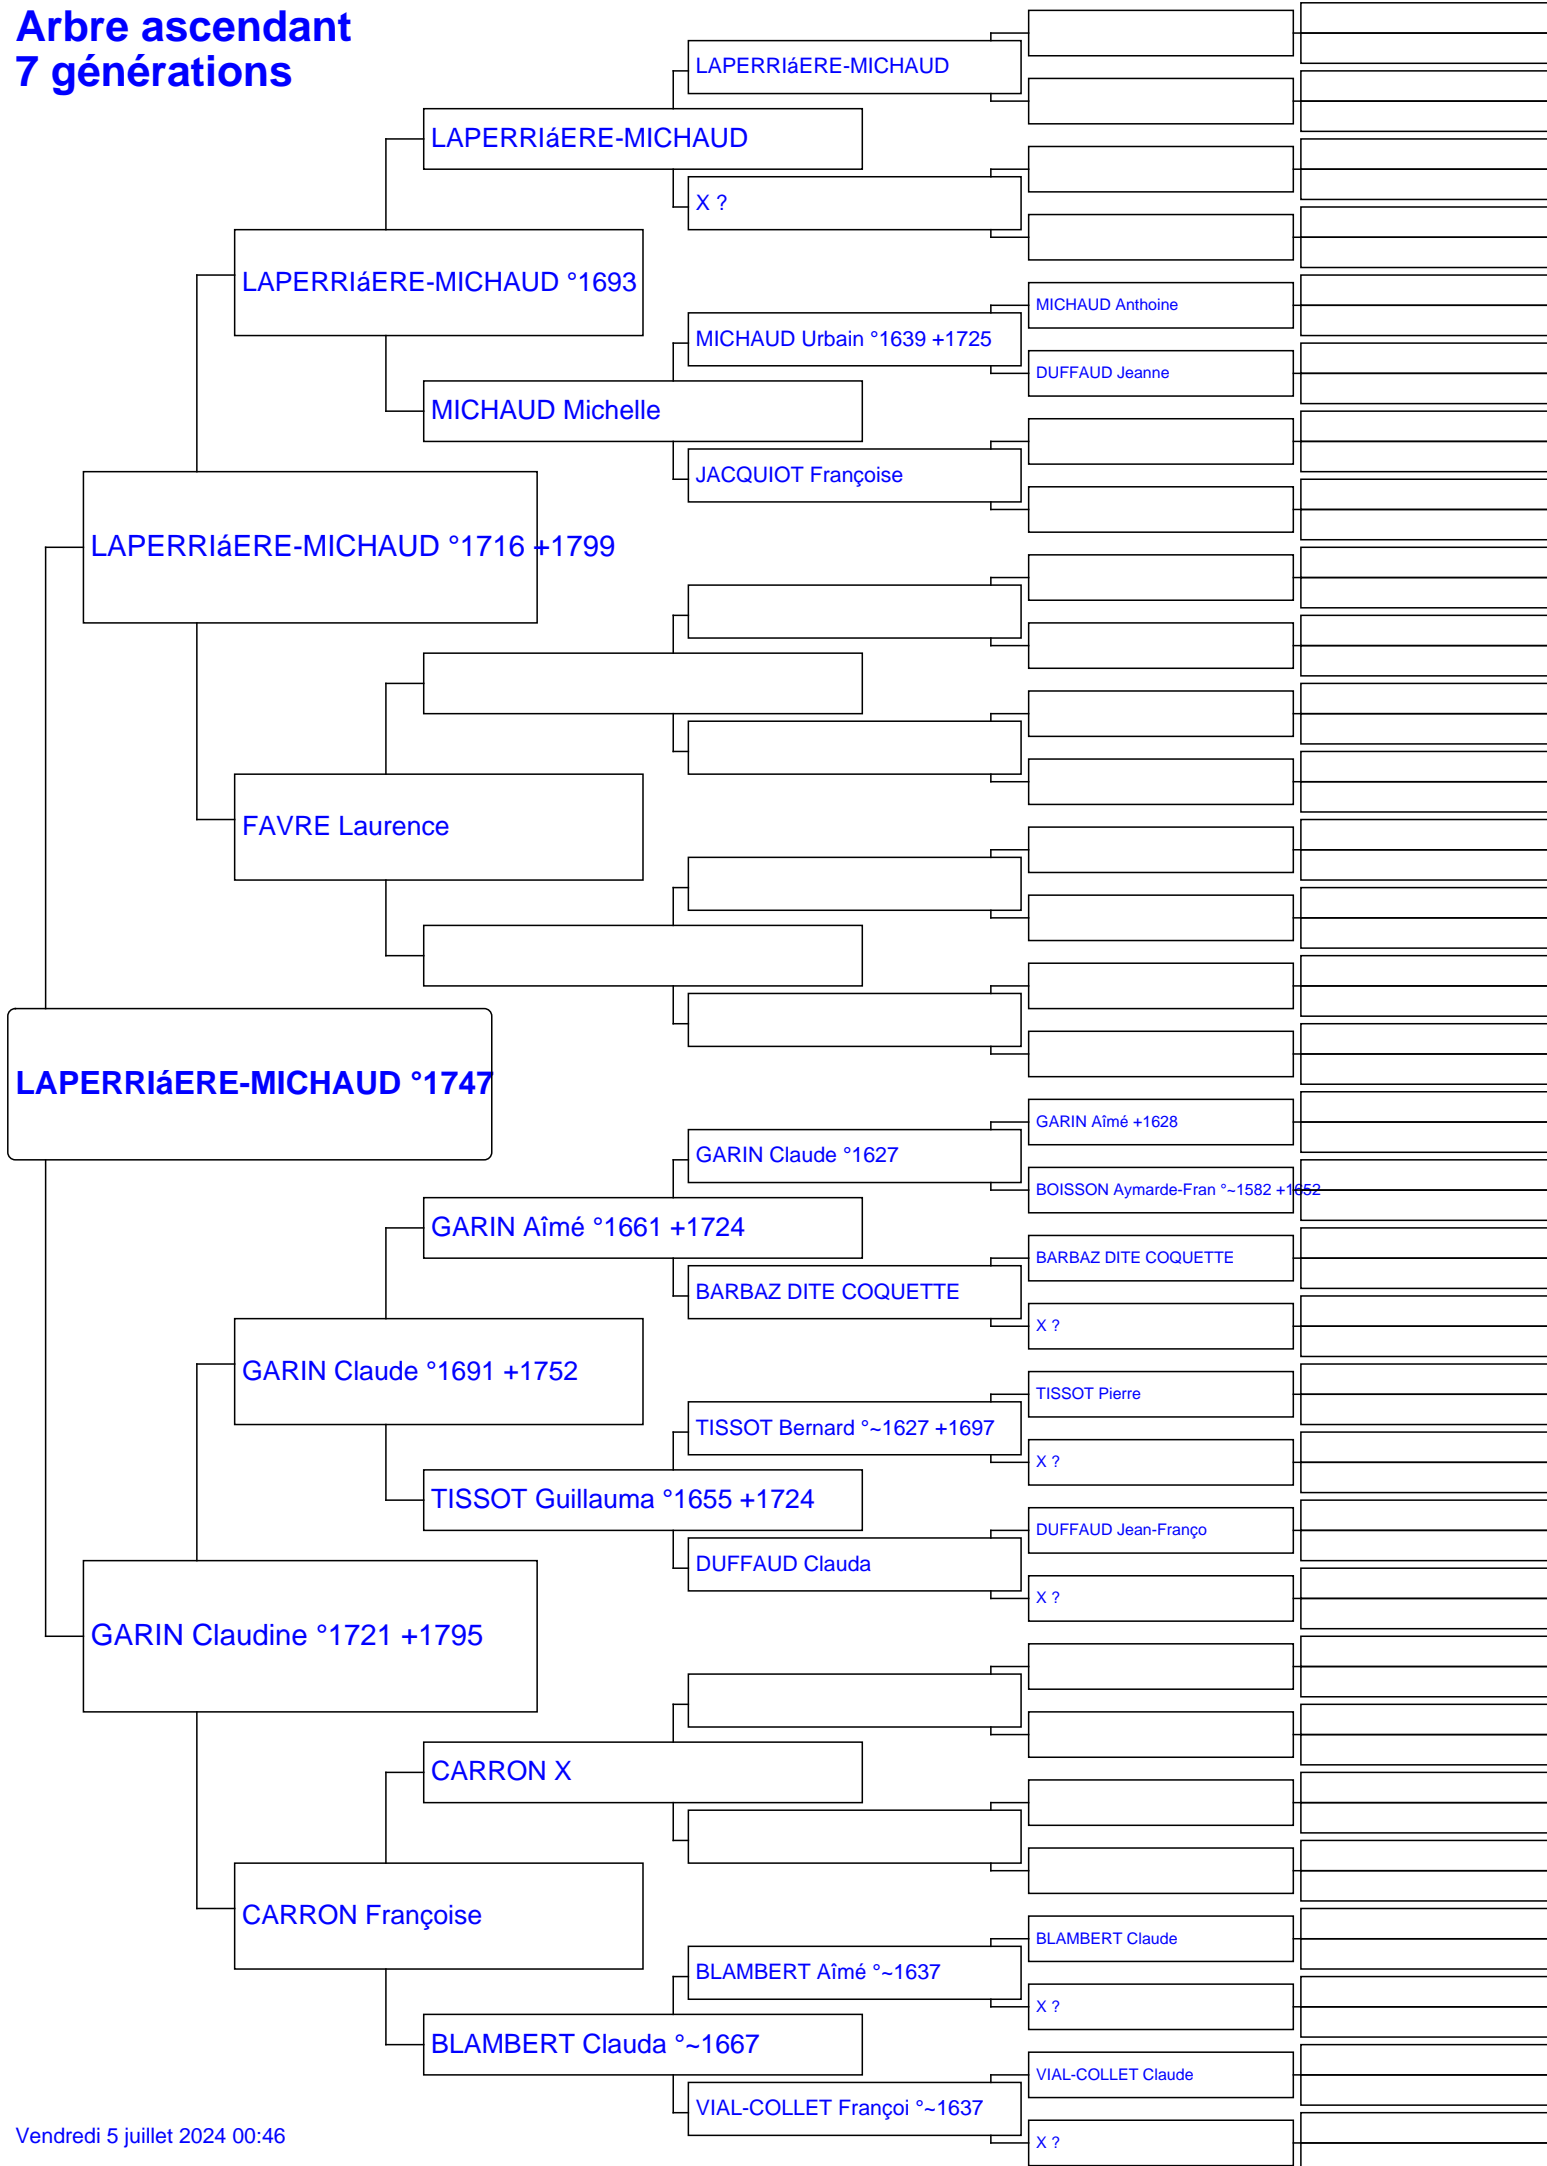 Arbre ascendant
7 générations
LAPERRIáERE-MICHAUD
LAPERRIáERE-MICHAUD
X ?
LAPERRIáERE-MICHAUD °1693
MICHAUD Anthoine
MICHAUD Urbain °1639 +1725
DUFFAUD Jeanne
MICHAUD Michelle
JACQUIOT Françoise
LAPERRIáERE-MICHAUD °1716 +1799
FAVRE Laurence
LAPERRIáERE-MICHAUD °1747
GARIN Aîmé +1628
GARIN Claude °1627
BOISSON Aymarde-Fran °~1582 +1652
GARIN Aîmé °1661 +1724
BARBAZ DITE COQUETTE
BARBAZ DITE COQUETTE
X ?
GARIN Claude °1691 +1752
TISSOT Pierre
TISSOT Bernard °~1627 +1697
X ?
TISSOT Guillauma °1655 +1724
DUFFAUD Jean-Franço
DUFFAUD Clauda
X ?
GARIN Claudine °1721 +1795
CARRON X
CARRON Françoise
BLAMBERT Claude
BLAMBERT Aîmé °~1637
X ?
BLAMBERT Clauda °~1667
VIAL-COLLET Claude
VIAL-COLLET Françoi °~1637
X ?
Vendredi 5 juillet 2024 00:46